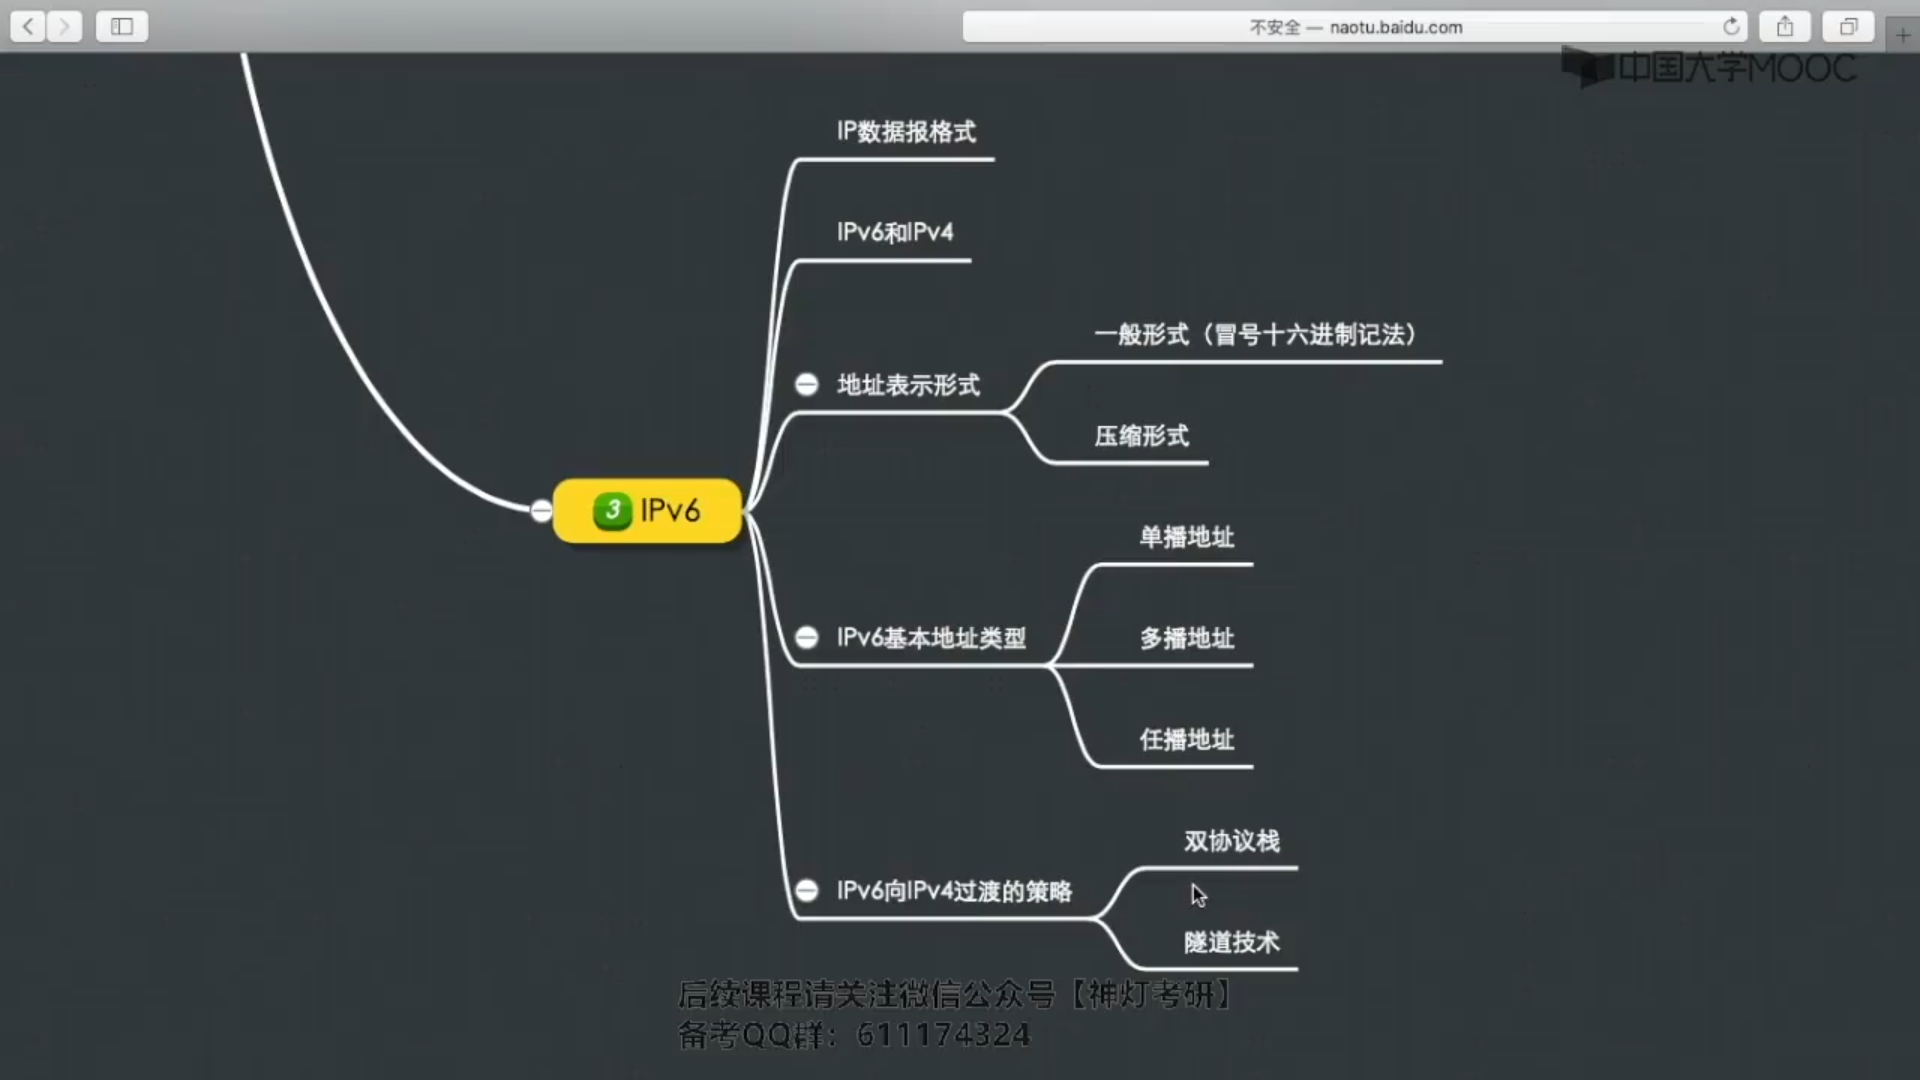 不安全 — naotu.baidu.com
中国大学MOOC
IP数据报格式
IPv6和IPv4
一般形式（冒号十六进制记法）
地址表示形式
压缩形式
3 IPv6
单播地址
IPv6基本地址类型
多播地址
任播地址
双协议栈
IPv6向IPv4过渡的策略
隧道技术
后续课程请关注微信公众号【神灯考研】
备考QQ群：611174324